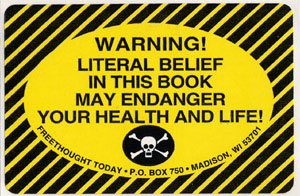 WARNING!
LITERAL BELIEF
IN THIS BOOK
MAY ENDANGER
YOUR HEALTH AND LIFE!
FREETHOUGHT TODAY • P.O. BOX 750 • MADISON, WI 53701